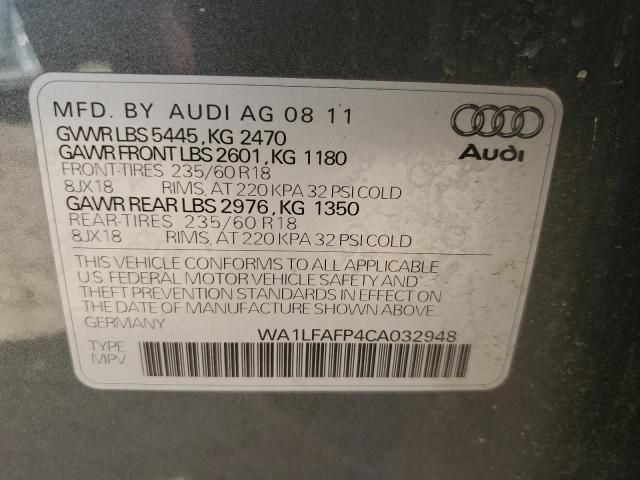 MFD. BY AUDI AG 08 11
GVWR LBS 5445, KG 2470
GAWR FRONT LBS 2601, KG 1180
FRONT-TIRES 235/60 R18
8JX18 RIMS, AT 220 KPA 32 PSI COLD
GAWR REAR LBS 2976, KG 1350
REAR-TIRES 235/60 R18
8JX18 RIMS, AT 220 KPA 32 PSI COLD
Audi
THIS VEHICLE CONFORMS TO ALL APPLICABLE
U.S. FEDERAL MOTOR VEHICLE SAFETY AND
THEFT PREVENTION STANDARDS IN EFFECT ON
THE DATE OF MANUFACTURE SHOWN ABOVE.
GERMANY WA1LFAFP4CA032948
TYPE
MPV